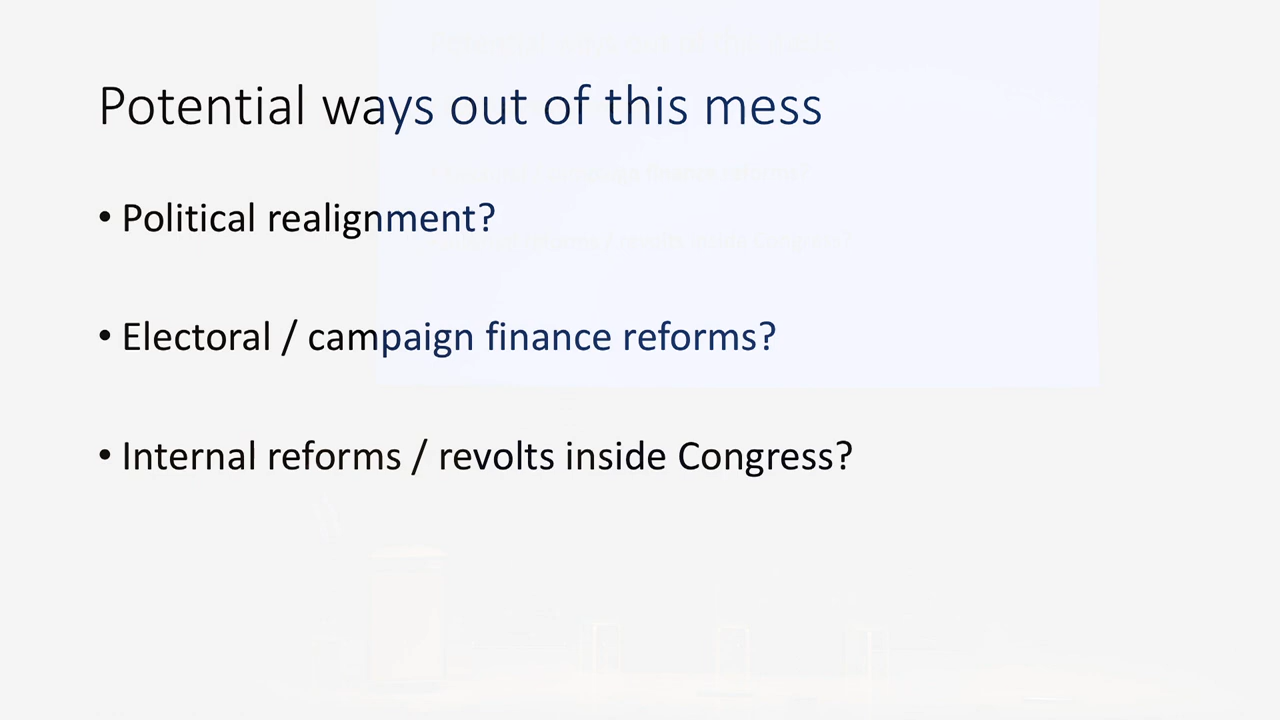 Potential ways out of this mess
• Political realignment?
• Electoral / campaign finance reforms?
• Internal reforms / revolts inside Congress?